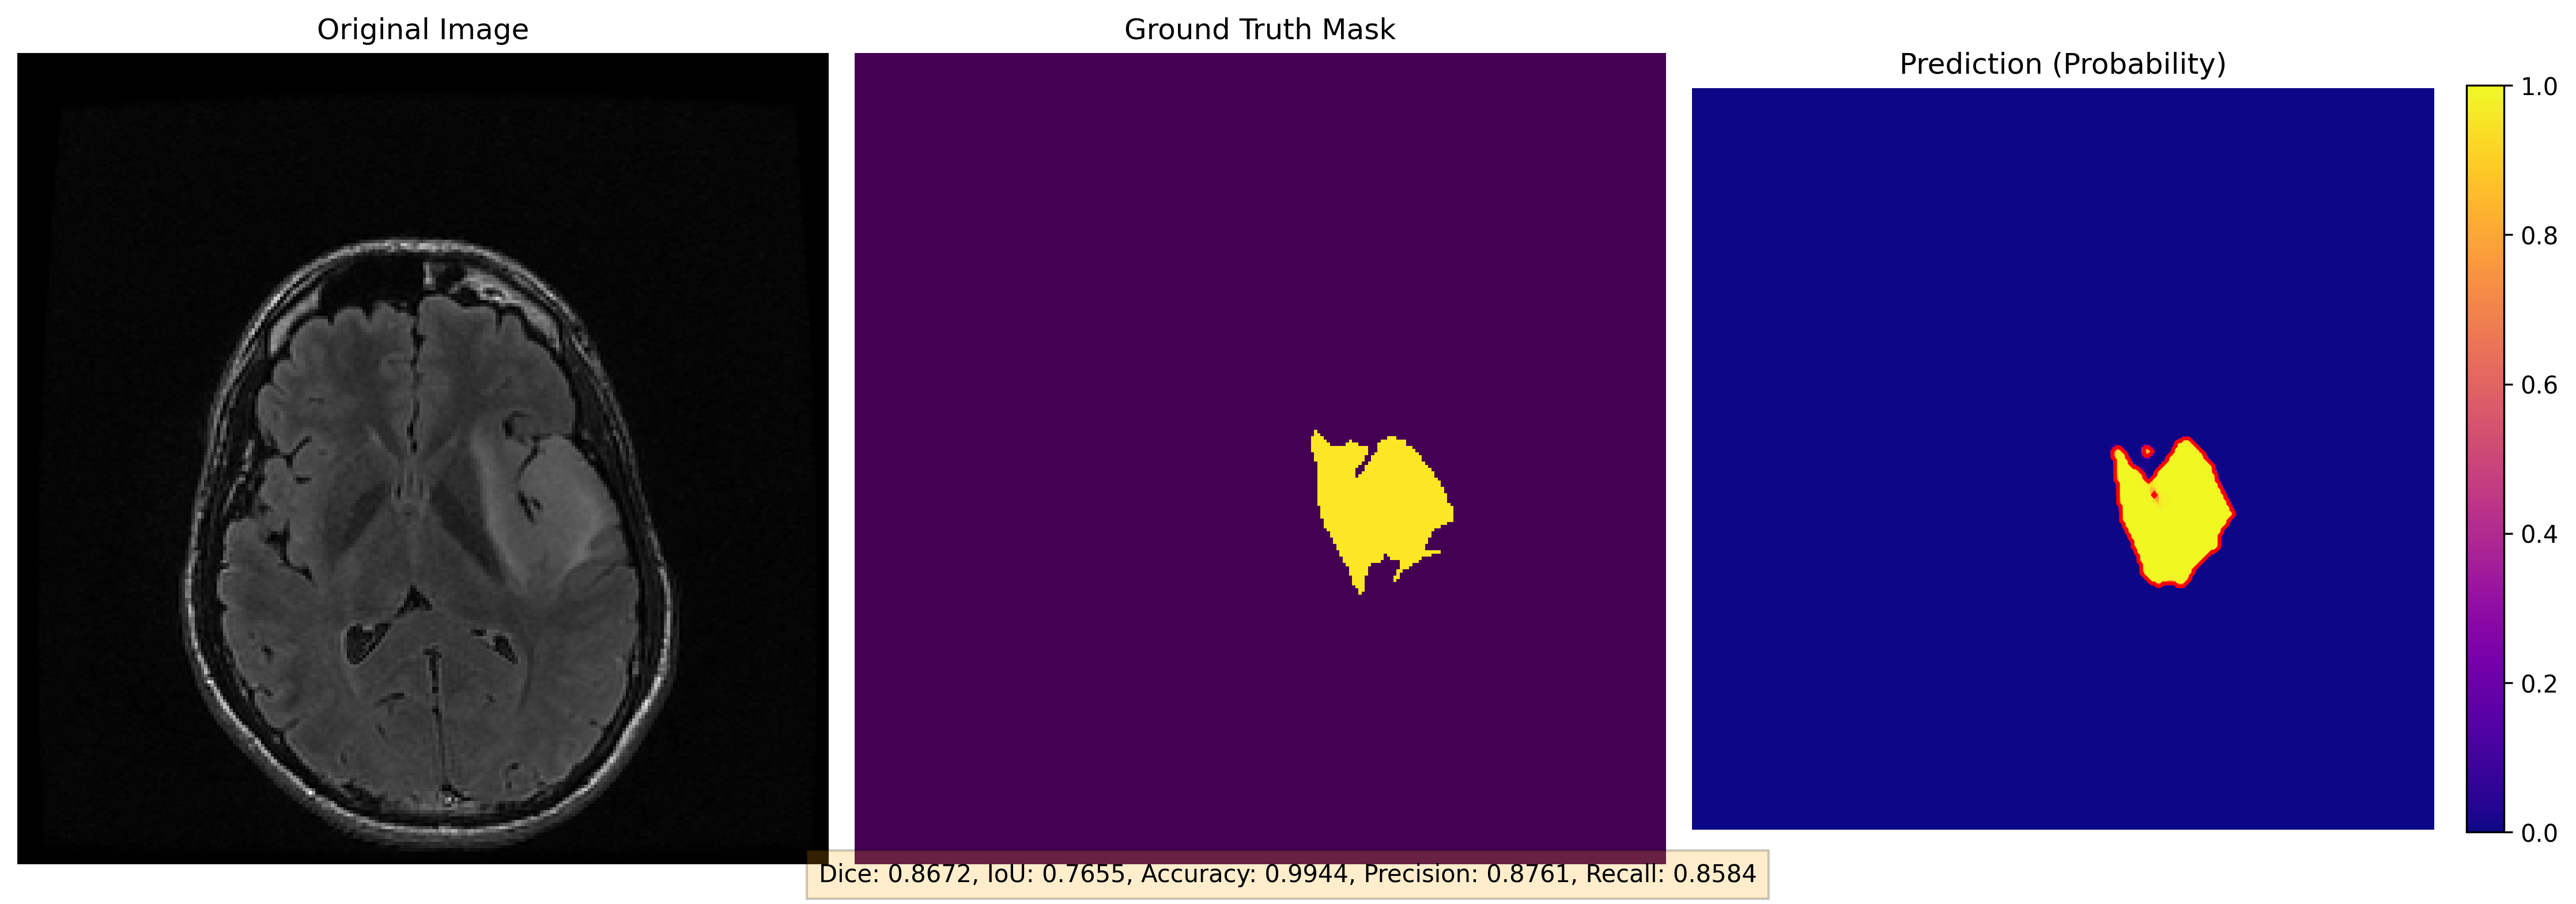 Original Image
Ground Truth Mask
Prediction (Probability)
1.0
0.8
0.6
0.4
0.2
0.0
Dice: 0.8672, IoU: 0.7655, Accuracy: 0.9944, Precision: 0.8761, Recall: 0.8584